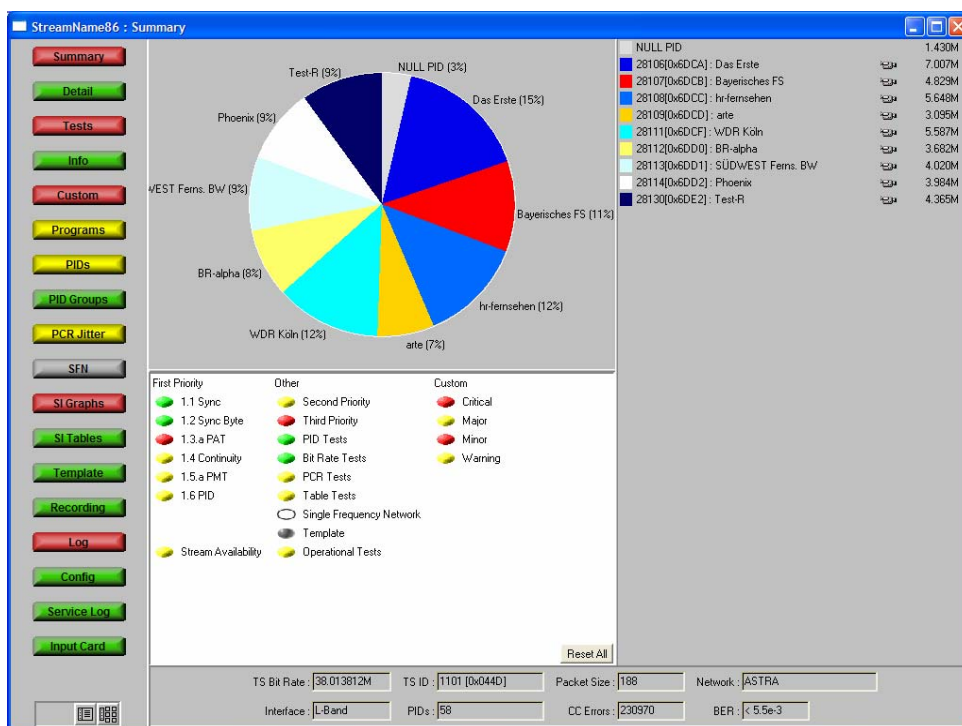 StreamName86 : Summary
Summary
Detail
Tests
Info
Custom
Programs
PIDs
PID Groups
PCR Jitter
SFN
SI Graphs
SI Tables
Template
Recording
Log
Config
Service Log
Input Card
NULL PID (3%)
Das Erste (15%)
Bayerisches FS (11%)
hr-fernsehen (12%)
arte (7%)
WDR Köln (12%)
BR-alpha (8%)
WEST Ferns. BW (9%)
Phoenix (9%)
Test-R (9%)
NULL PID 1.430M
28106[0x6DCA] : Das Erste 7.007M
28107[0x6DCB] : Bayerisches FS 4.829M
28108[0x6DCC] : hr-fernsehen 5.648M
28109[0x6DCD] : arte 3.095M
28111[0x6DCF] : WDR Köln 5.587M
28112[0x6DD0] : BR-alpha 3.682M
28113[0x6DD1] : SÜDWEST Ferns. BW 4.020M
28114[0x6DD2] : Phoenix 3.984M
28130[0x6DE2] : Test-R 4.365M
First Priority Other Custom
1.1 Sync Second Priority Critical
1.2 Sync Byte Third Priority Major
1.3.a PAT PID Tests Minor
1.4 Continuity Bit Rate Tests Warning
1.5.a PMT PCR Tests
1.6 PID Table Tests
Single Frequency Network
Template
Stream Availability Operational Tests
Reset All
TS Bit Rate : 38.013812M TS ID : 1101 [0x044D] Packet Size : 188 Network : ASTRA
Interface : L-Band PIDs : 58 CC Errors : 230970 BER : < 5.5e-3